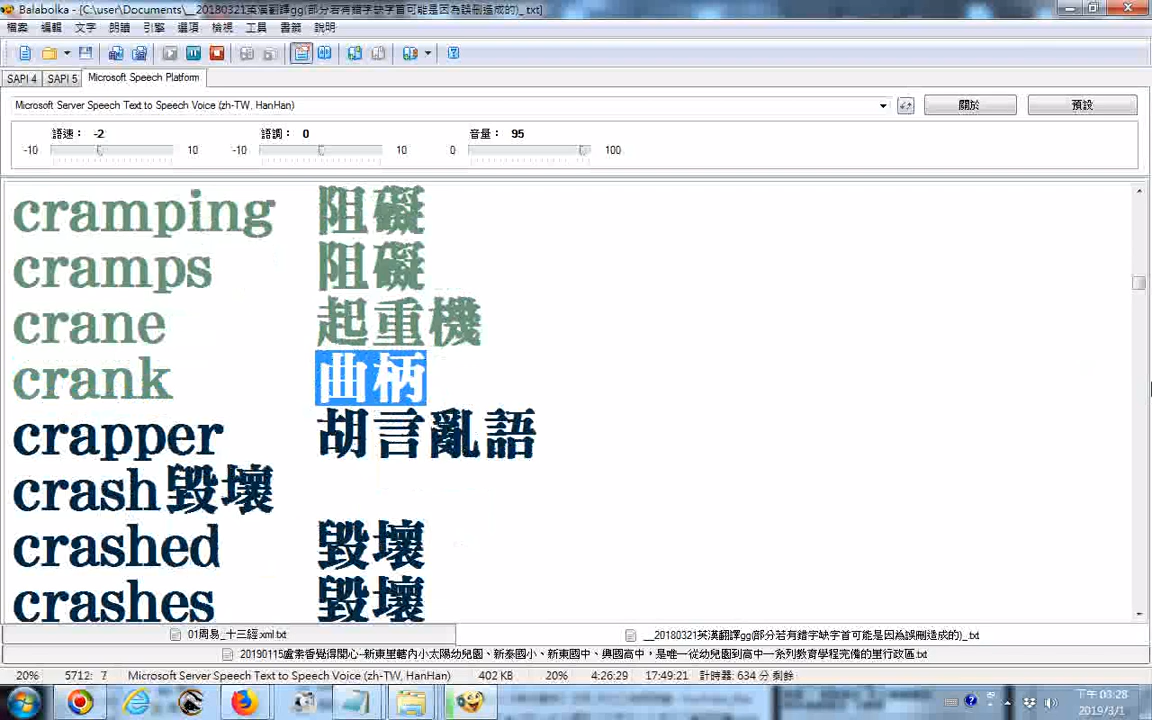 Balabolka - [C:\user\Documents\__20180321英漢翻譯gg(部分若有錯字缺字首可能是因為誤刪造成的)_.txt]
檔案 編輯 文字 朗讀 引擎 選項 檢視 工具 書籤 說明
SAPI 4 SAPI 5 Microsoft Speech Platform
Microsoft Server Speech Text to Speech Voice (zh-TW, HanHan) 關於 預設
語速： -2 語調： 0 音量： 95
-10 10 -10 10 0 100
cramping 阻礙
cramps 阻礙
crane 起重機
crank 曲柄
crapper 胡言亂語
crash毀壞
crashed 毀壞
crashes 毀壞
01周易_十三經.xml.txt __20180321英漢翻譯gg(部分若有錯字缺字首可能是因為誤刪造成的)_.txt
20190115盧素香覺得開心--新東里轄內小太陽幼兒園、新泰國小、新東國中、興國高中，是唯一從幼兒園到高中一系列教育學程完備的里行政區.txt
20% 5712: 7 Microsoft Server Speech Text to Speech Voice (zh-TW, HanHan) 402 KB 20% 4:26:29 17:49:21 計時器: 634 分 剩餘
下午 03:28
2019/3/1